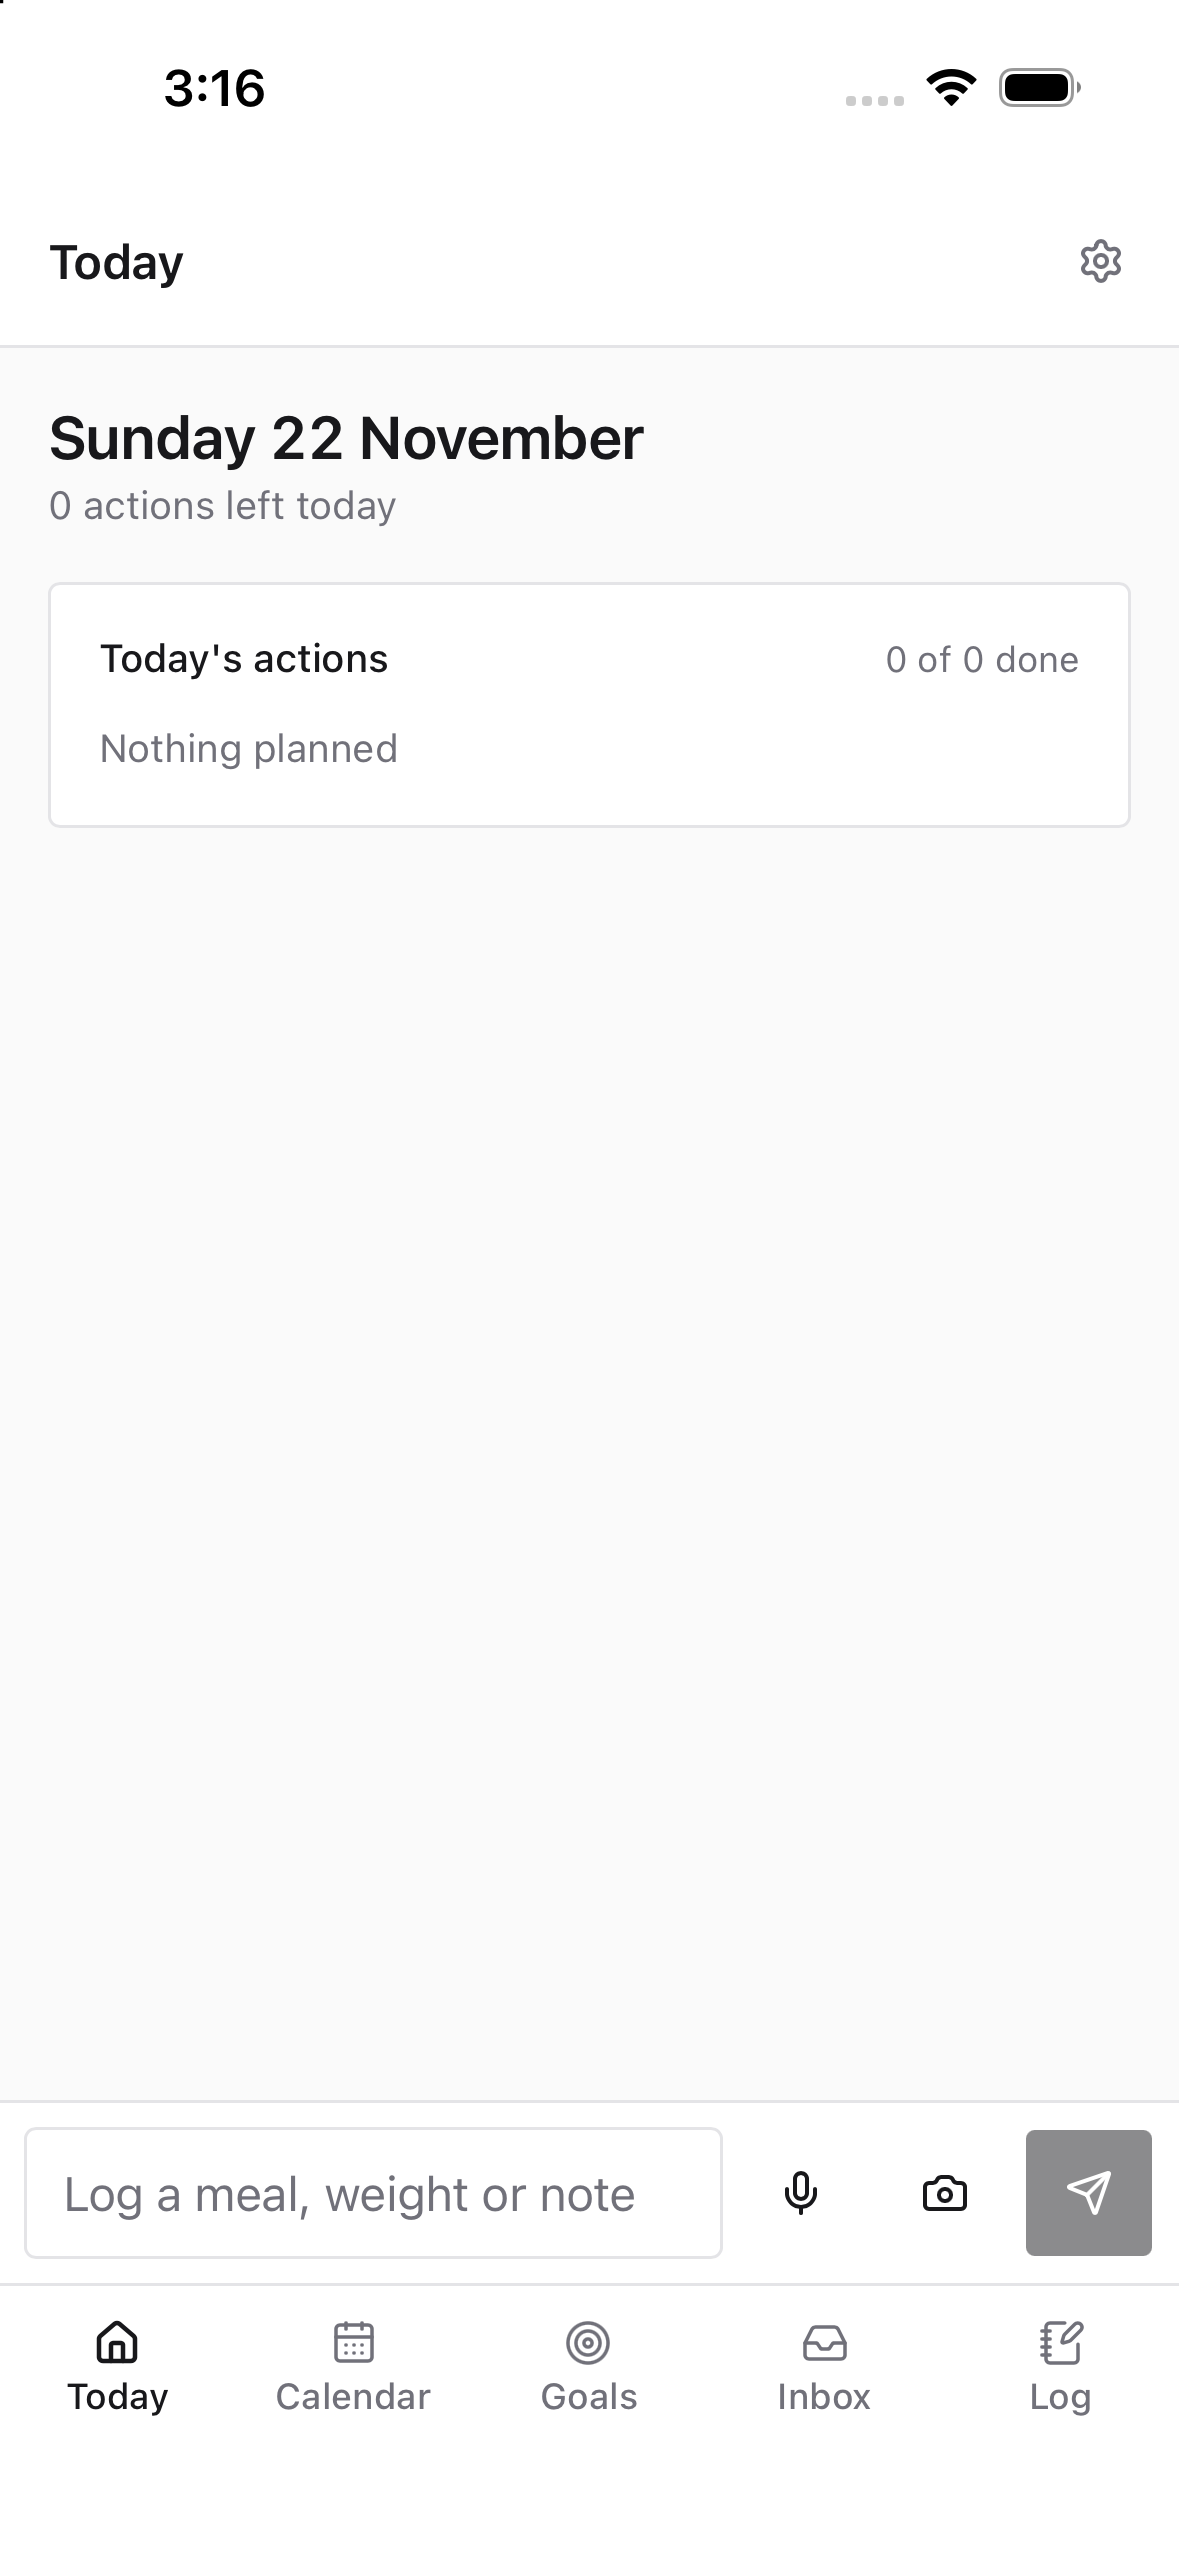 3:16
Today
Sunday 22 November
0 actions left today
Today's actions
0 of 0 done
Nothing planned
Log a meal, weight or note
Today
Calendar
Goals
Inbox
Log